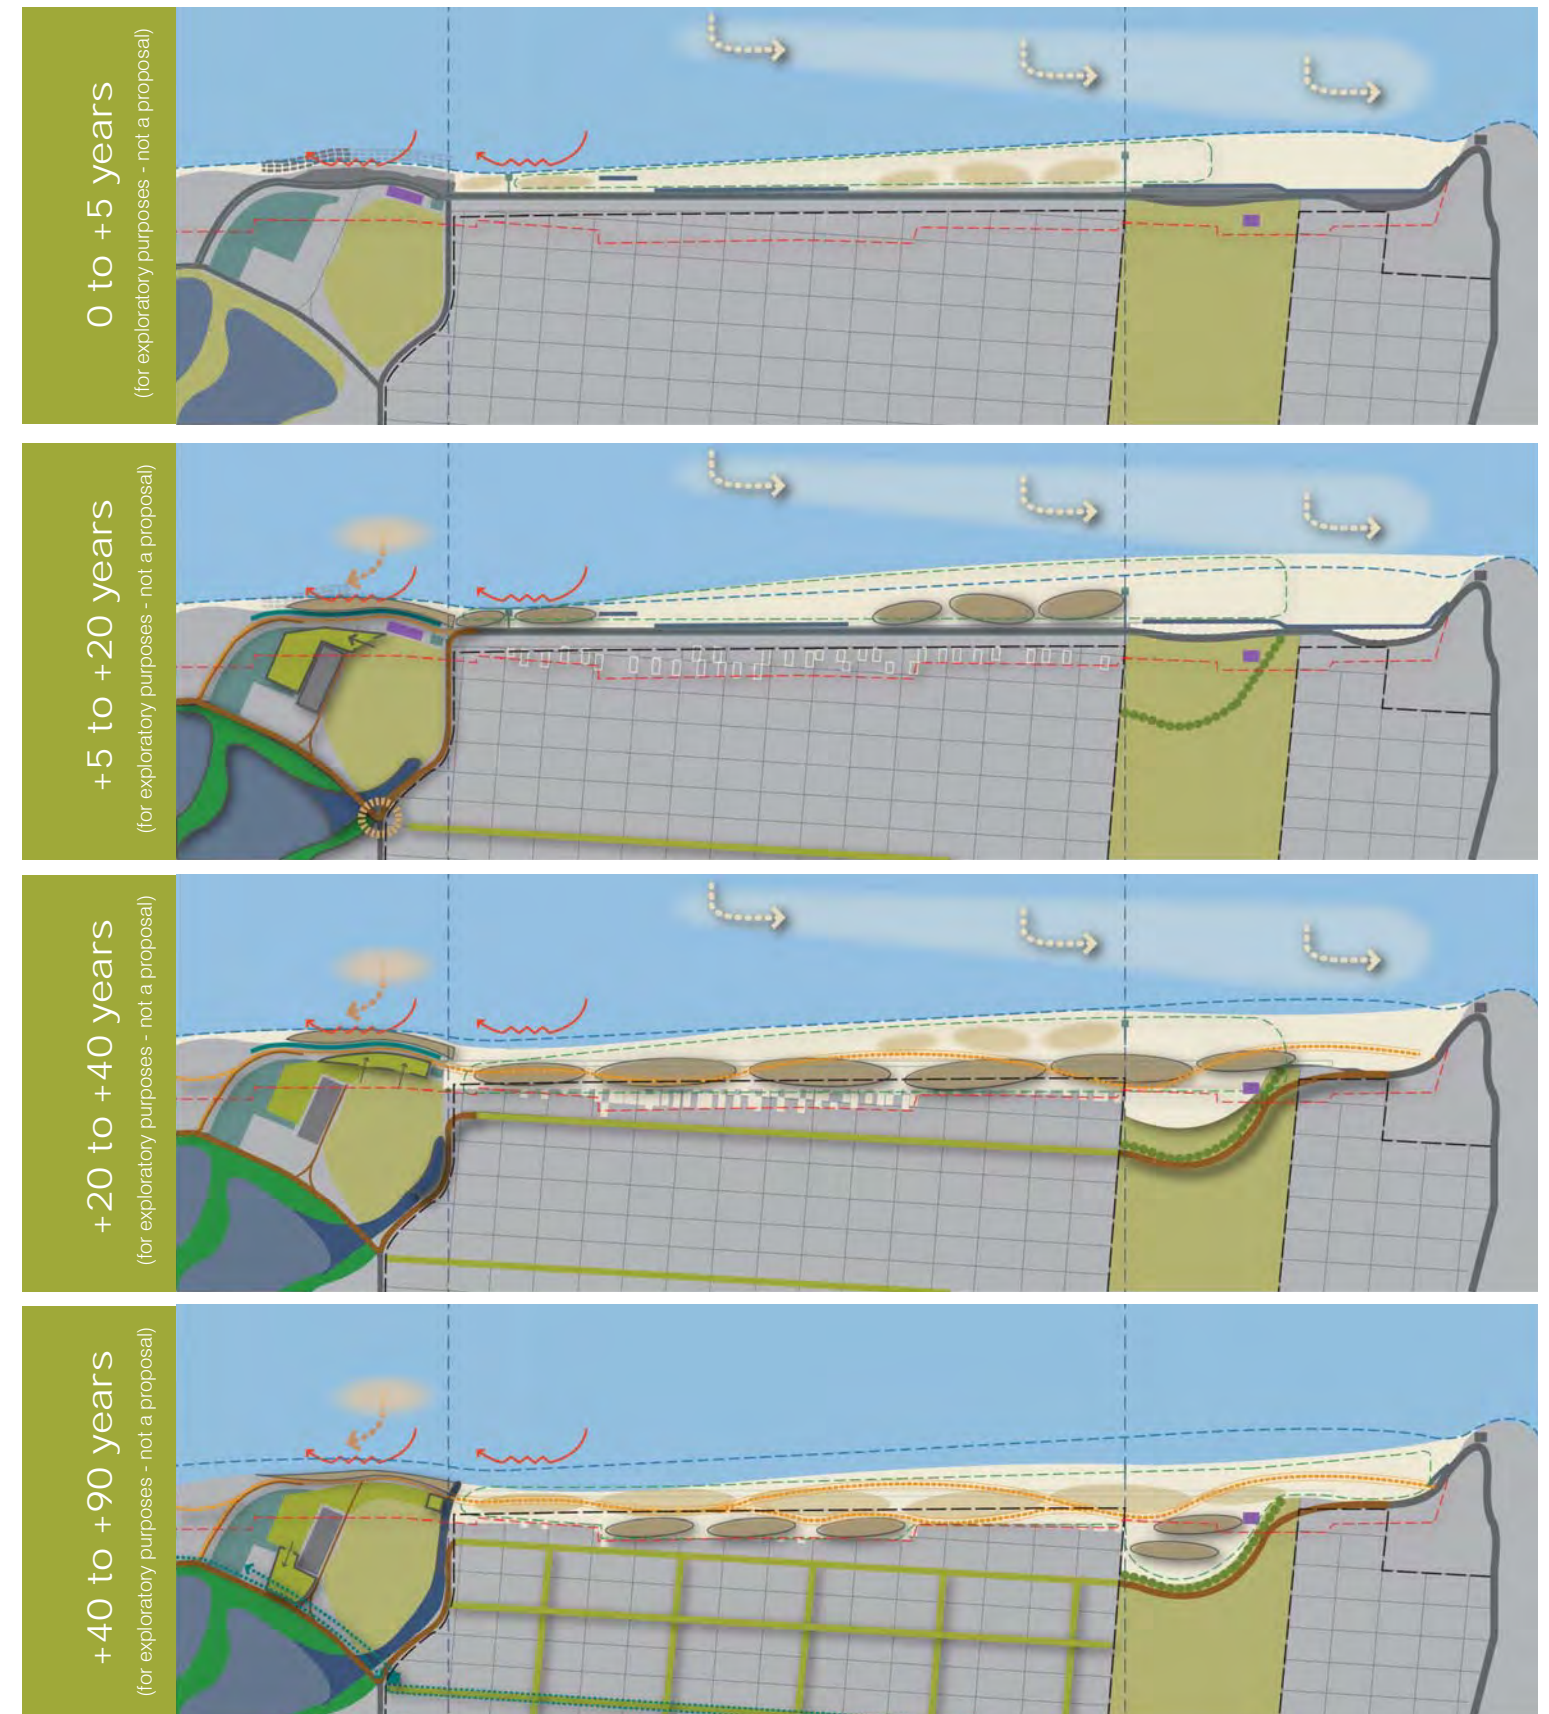 0 to +5 years
(for exploratory purposes - not a proposal)
+5 to +20 years
(for exploratory purposes - not a proposal)
+20 to +40 years
(for exploratory purposes - not a proposal)
+40 to +90 years
(for exploratory purposes - not a proposal)